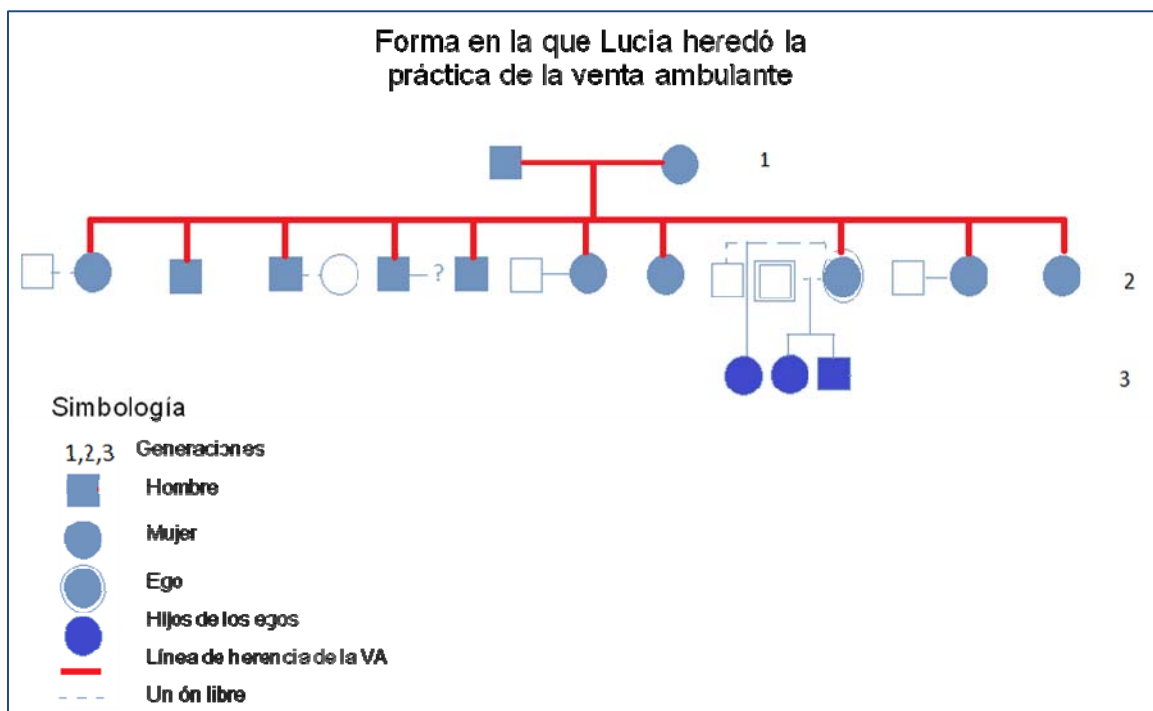 Forma en la que Lucia heredó la
práctica de la venta ambulante
1
?
2
3
Simbología
1,2,3 Generaciones
Hombre
Mujer
Ego
Hijos de los egos
Línea de herencia de la VA
Un ón libre